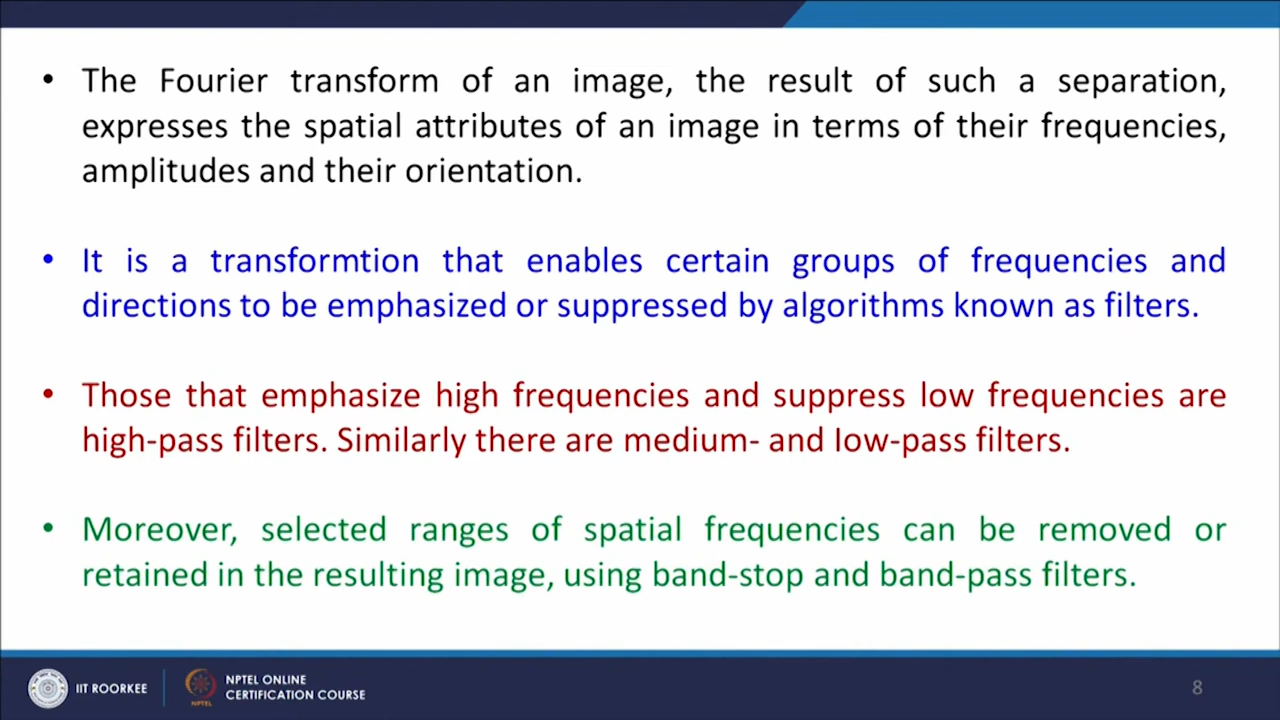 • The Fourier transform of an image, the result of such a separation,
expresses the spatial attributes of an image in terms of their frequencies,
amplitudes and their orientation.
• It is a transformtion that enables certain groups of frequencies and
directions to be emphasized or suppressed by algorithms known as filters.
• Those that emphasize high frequencies and suppress low frequencies are
high-pass filters. Similarly there are medium- and low-pass filters.
• Moreover, selected ranges of spatial frequencies can be removed or
retained in the resulting image, using band-stop and band-pass filters.
IIT ROORKEE
NPTEL
NPTEL ONLINE
CERTIFICATION COURSE
8